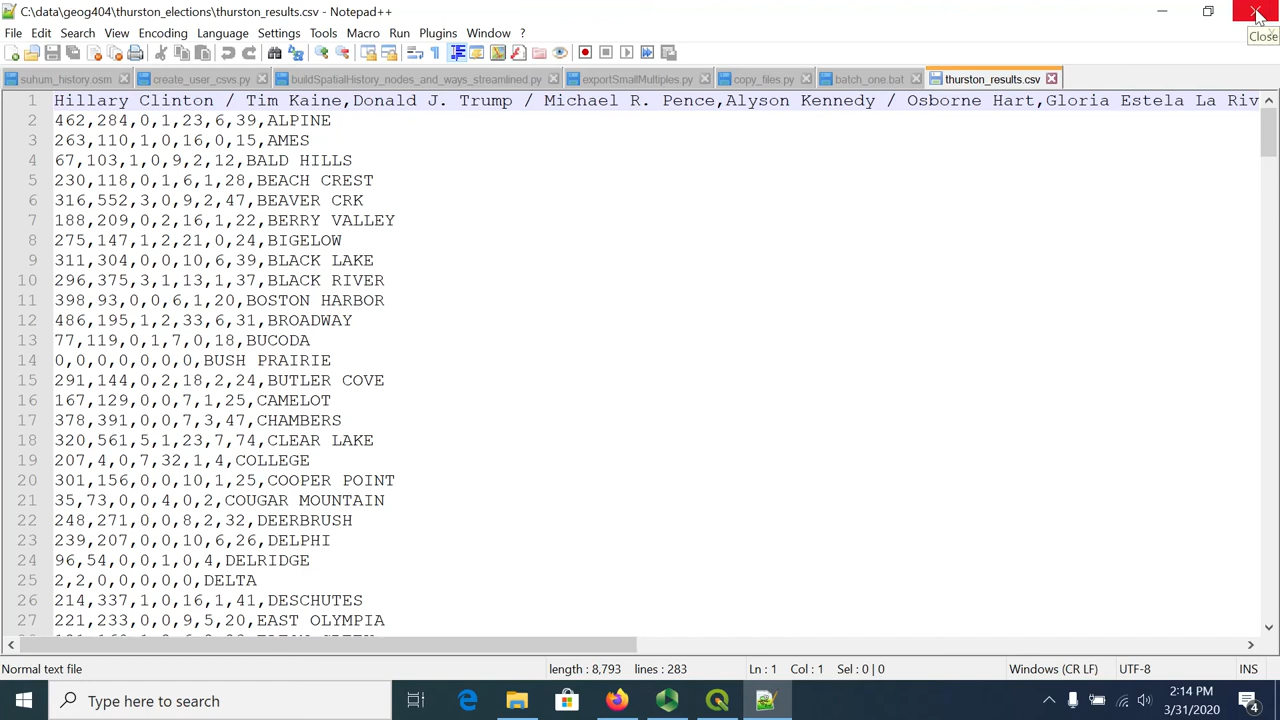 C:\data\geog404\thurston_elections\thurston_results.csv - Notepad++
File Edit Search View Encoding Language Settings Tools Macro Run Plugins Window ?
Close
suhum_history.osm create_user_csvs.py buildSpatialHistory_nodes_and_ways_streamlined.py exportSmallMultiples.py copy_files.py batch_one.bat thurston_results.csv
1 Hillary Clinton / Tim Kaine,Donald J. Trump / Michael R. Pence,Alyson Kennedy / Osborne Hart,Gloria Estela La Riv
2 462,284,0,1,23,6,39,ALPINE
3 263,110,1,0,16,0,15,AMES
4 67,103,1,0,9,2,12,BALD HILLS
5 230,118,0,1,6,1,28,BEACH CREST
6 316,552,3,0,9,2,47,BEAVER CRK
7 188,209,0,2,16,1,22,BERRY VALLEY
8 275,147,1,2,21,0,24,BIGELOW
9 311,304,0,0,10,6,39,BLACK LAKE
10 296,375,3,1,13,1,37,BLACK RIVER
11 398,93,0,0,6,1,20,BOSTON HARBOR
12 486,195,1,2,33,6,31,BROADWAY
13 77,119,0,1,7,0,18,BUCODA
14 0,0,0,0,0,0,0,BUSH PRAIRIE
15 291,144,0,2,18,2,24,BUTLER COVE
16 167,129,0,0,7,1,25,CAMELOT
17 378,391,0,0,7,3,47,CHAMBERS
18 320,561,5,1,23,7,74,CLEAR LAKE
19 207,4,0,7,32,1,4,COLLEGE
20 301,156,0,0,10,1,25,COOPER POINT
21 35,73,0,0,4,0,2,COUGAR MOUNTAIN
22 248,271,0,0,8,2,32,DEERBRUSH
23 239,207,0,0,10,6,26,DELPHI
24 96,54,0,0,1,0,4,DELRIDGE
25 2,2,0,0,0,0,0,DELTA
26 214,337,1,0,16,1,41,DESCHUTES
27 221,233,0,0,9,5,20,EAST OLYMPIA
Normal text file length : 8,793 lines : 283 Ln : 1 Col : 1 Sel : 0 | 0 Windows (CR LF) UTF-8 INS
Type here to search
2:14 PM
3/31/2020
4